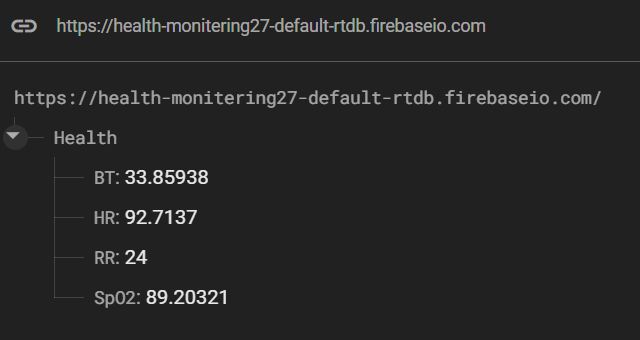 https://health-monitering27-default-rtdb.firebaseio.com
https://health-monitering27-default-rtdb.firebaseio.com/
Health
BT: 33.85938
HR: 92.7137
RR: 24
SpO2: 89.20321